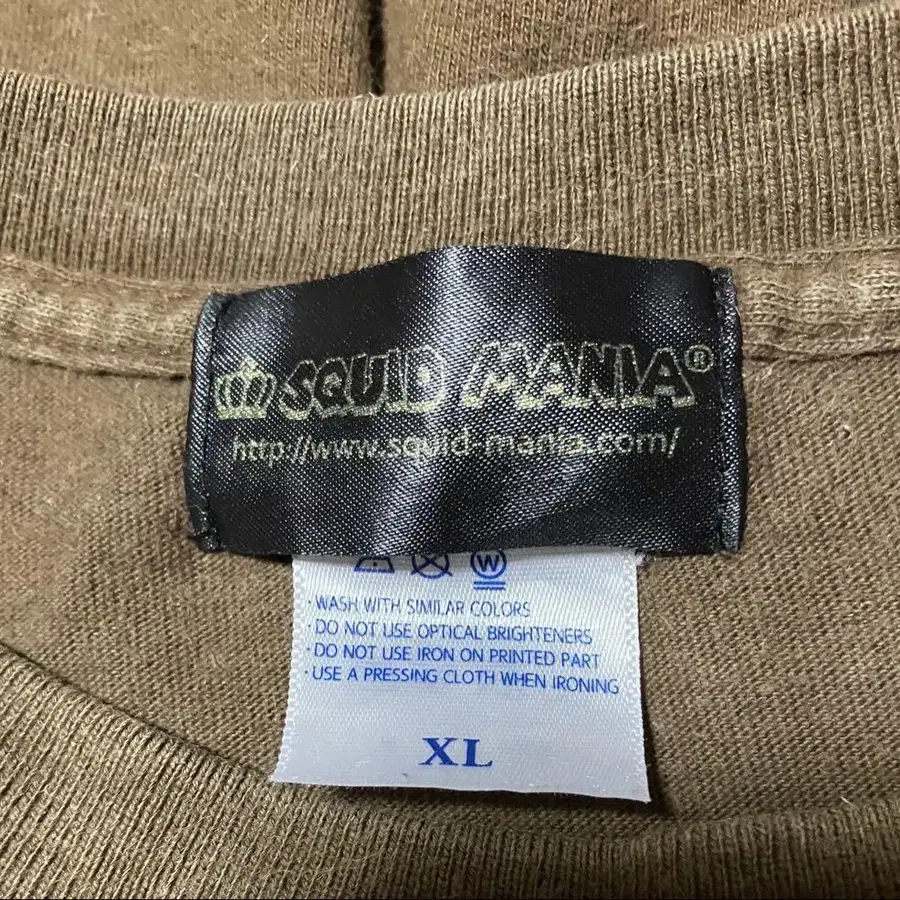 SQUID MANIA®
http://www.squid-mania.com/
W
· WASH WITH SIMILAR COLORS
· DO NOT USE OPTICAL BRIGHTENERS
· DO NOT USE IRON ON PRINTED PART
· USE A PRESSING CLOTH WHEN IRONING
XL